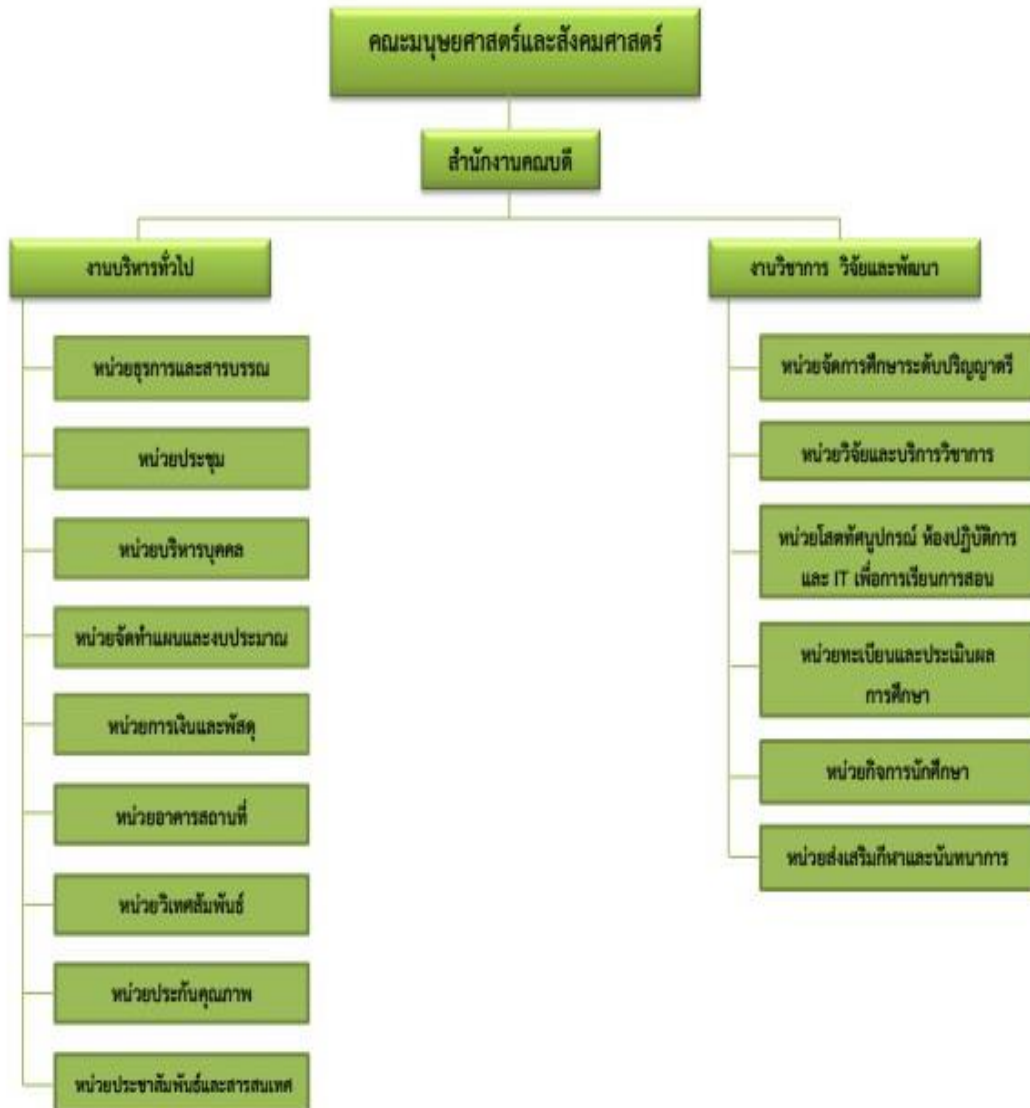 คณะมนุษยศาสตร์และสังคมศาสตร์
สำนักงานคณบดี
งานบริหารทั่วไป
หน่วยธุรการและสารบรรณ
หน่วยประชุม
หน่วยบริหารบุคคล
หน่วยจัดทำแผนและงบประมาณ
หน่วยการเงินและพัสดุ
หน่วยอาคารสถานที่
หน่วยวิเทศสัมพันธ์
หน่วยประกันคุณภาพ
หน่วยประชาสัมพันธ์และสารสนเทศ
งานวิชาการ วิจัยและพัฒนา
หน่วยจัดการศึกษาระดับปริญญาตรี
หน่วยวิจัยและบริการวิชาการ
หน่วยโสตทัศนูปกรณ์ ห้องปฏิบัติการ
และ IT เพื่อการเรียนการสอน
หน่วยทะเบียนและประเมินผล
การศึกษา
หน่วยกิจการนักศึกษา
หน่วยส่งเสริมกีฬาและนันทนาการ